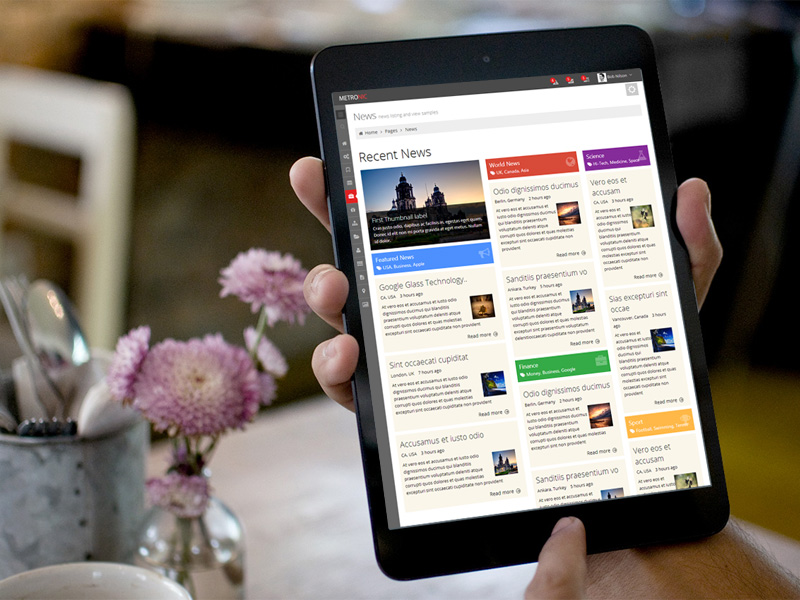 METRONIC
Bob Nilson
News news listing and view samples
Home > Pages > News
Recent News
First Thumbnail label
Cras justo odio, dapibus ac facilisis in, egestas eget quam.
Donec id elit non mi porta gravida at eget metus. Nullam
id dolor.
Featured News
USA, Business, Apple
Google Glass Technology..
CA, USA 3 hours ago
At vero eos et accusamus et iusto odio
dignissimos ducimus qui blanditiis
praesentium voluptatum deleniti atque
corrupti quos dolores et quas molestias
excepturi sint occaecati cupiditate non provident
Read more
Sint occaecati cupiditat
London, UK 7 hours ago
At vero eos et accusamus et iusto odio
dignissimos ducimus qui blanditiis
praesentium voluptatum deleniti atque
corrupti quos dolores et quas molestias
excepturi sint occaecati cupiditate non provident
Read more
Accusamus et iusto odio
CA, USA 3 hours ago
At vero eos et accusamus et iusto odio
dignissimos ducimus qui blanditiis
praesentium voluptatum deleniti atque
corrupti quos dolores et quas molestias
excepturi sint occaecati cupiditate non provident
Read more
World News
UK, Canada, Asia
Odio dignissimos ducimus
Berlin, Germany 2 hours ago
At vero eos et accusamus et
iusto odio dignissimos ducimus
qui blanditiis praesentium
voluptatum deleniti atque
corrupti quos dolores et quas molestias
excepturi sint occaecati cupiditate non
provident
Read more
Sanditiis praesentium vo
Ankara, Turkey 5 hours ago
At vero eos et accusamus et
iusto odio dignissimos ducimus
qui blanditiis praesentium
voluptatum deleniti atque
corrupti quos dolores et quas molestias
excepturi sint occaecati cupiditate non
provident
Read more
Finance
Money, Business, Google
Odio dignissimos ducimus
Berlin, Germany 2 hours ago
At vero eos et accusamus et
iusto odio dignissimos ducimus
qui blanditiis praesentium
voluptatum deleniti atque
corrupti quos dolores et quas molestias
excepturi sint occaecati cupiditate non
provident
Read more
Sanditiis praesentium vo
Ankara, Turkey 5 hours ago
At vero eos et accusamus et
iusto odio dignissimos ducimus
Science
Hi-Tech, Medicine, Space
Vero eos et
accusam
CA, USA 3 hours ago
At vero eos et
accusamus et iusto
odio dignissimos
ducimus qui
blanditiis praesentium
voluptatum deleniti atque
corrupti quos dolores et quas
molestias
Read more
Sias excepturi sint
occae
Vancouver, Canada 3 hours
ago
At vero eos et
accusamus et iusto
odio dignissimos
ducimus qui
blanditiis praesentium
voluptatum deleniti atque
corrupti quos dolores et quas
molestias
Read more
Sport
Football, Swimming, Tennis
Vero eos et
accusam
CA, USA 3 hours ago
At vero eos et
accusamus et iusto